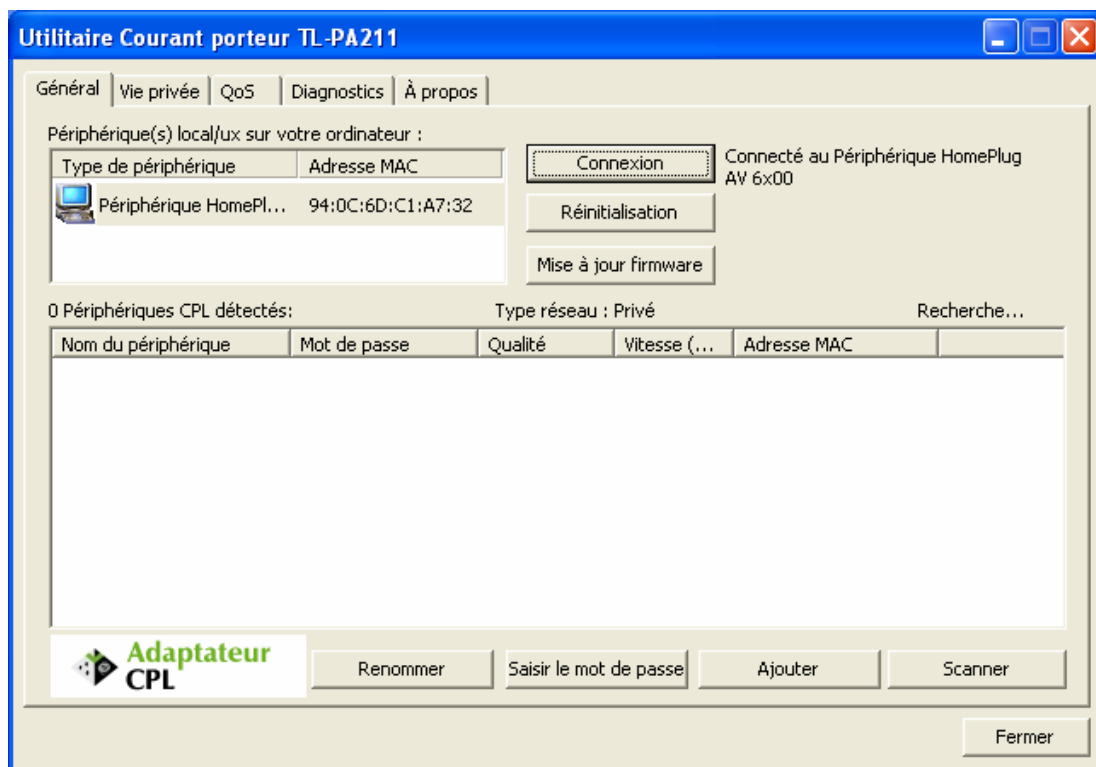 Utilitaire Courant porteur TL-PA211
Général Vie privée QoS Diagnostics À propos
Périphérique(s) local/ux sur votre ordinateur :
Type de périphérique Adresse MAC
Périphérique HomePl... 94:0C:6D:C1:A7:32
Connexion
Connecté au Périphérique HomePlug
AV 6x00
Réinitialisation
Mise à jour firmware
0 Périphériques CPL détectés: Type réseau : Privé Recherche...
Nom du périphérique Mot de passe Qualité Vitesse (... Adresse MAC
Adaptateur
CPL
Renommer Saisir le mot de passe Ajouter Scanner
Fermer